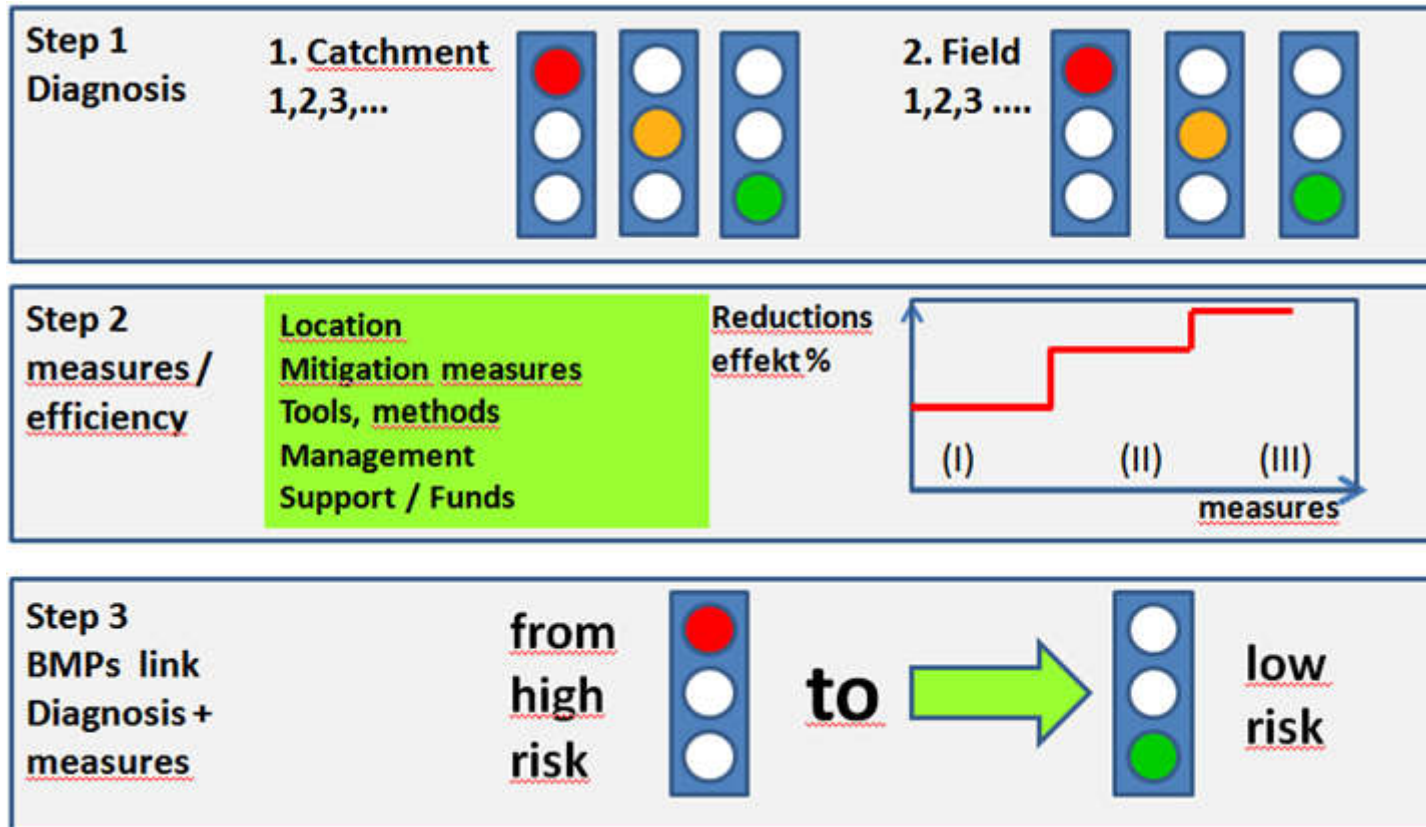 Step 1
Diagnosis
1. Catchment
1,2,3,...
2. Field
1,2,3 ....
Step 2
measures /
efficiency
Location
Mitigation measures
Tools, methods
Management
Support / Funds
Reductions
effekt %
(I) (II) (III)
measures
Step 3
BMPs link
Diagnosis +
measures
from
high
risk
to
low
risk